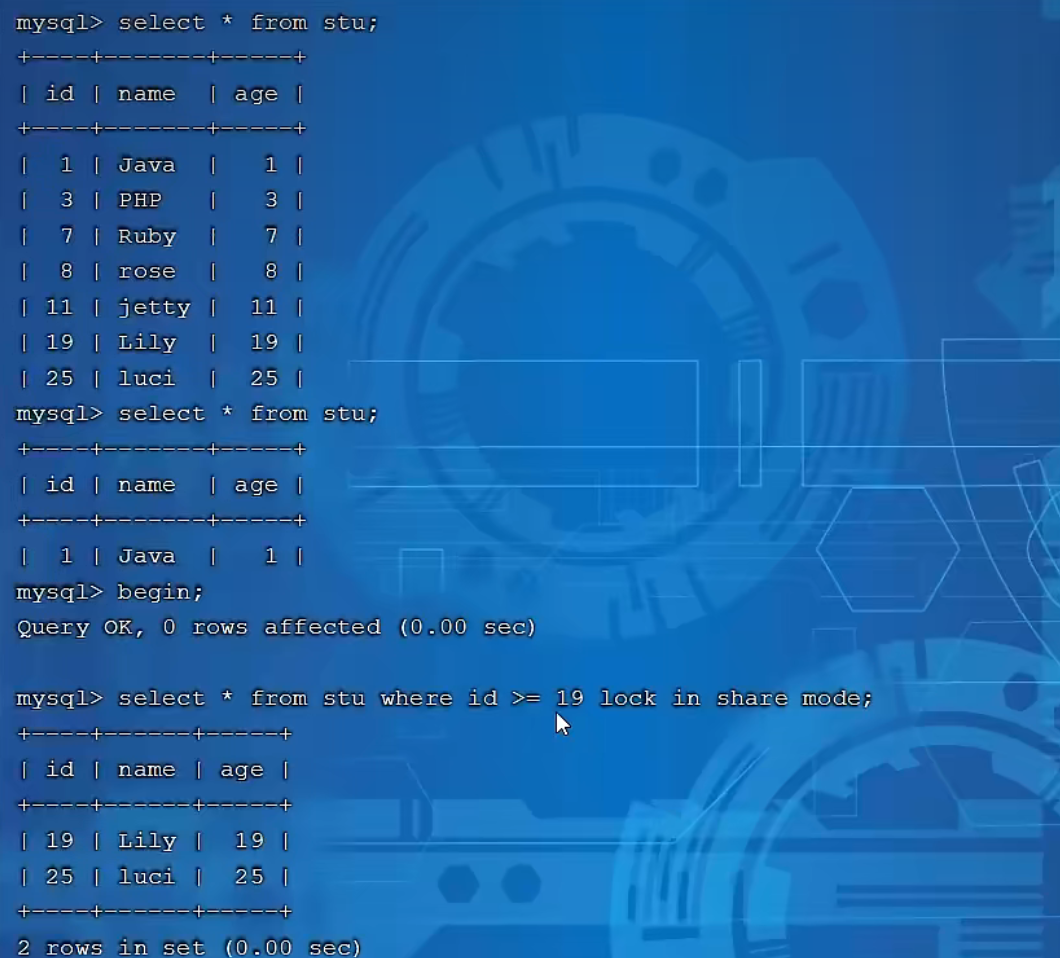 mysql> select * from stu;
+----+-------+-----+
| id | name  | age |
+----+-------+-----+
|  1 | Java  |   1 |
|  3 | PHP   |   3 |
|  7 | Ruby  |   7 |
|  8 | rose  |   8 |
| 11 | jetty |  11 |
| 19 | Lily  |  19 |
| 25 | luci  |  25 |
mysql> select * from stu;
+----+-------+-----+
| id | name  | age |
+----+-------+-----+
|  1 | Java  |   1 |
mysql> begin;
Query OK, 0 rows affected (0.00 sec)
mysql> select * from stu where id >= 19 lock in share mode;
+----+------+-----+
| id | name | age |
+----+------+-----+
| 19 | Lily |  19 |
| 25 | luci |  25 |
+----+------+-----+
2 rows in set (0.00 sec)